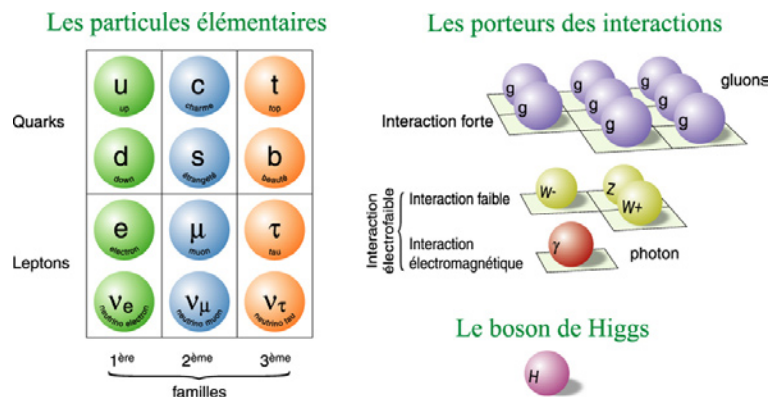 Les particules élémentaires
Quarks
u
up
c
charme
t
top
d
down
s
étrangeté
b
beauté
Leptons
e
electron
μ
muon
τ
tau
νe
neutrino electron
νμ
neutrino muon
ντ
neutrino tau
1ère
2ème
3ème
familles
Les porteurs des interactions
Interaction forte
g
g
g
g
g
g
g
g
gluons
Interaction électrofaible
Interaction faible
W-
Z
W+
Interaction
électromagnétique
γ
photon
Le boson de Higgs
H